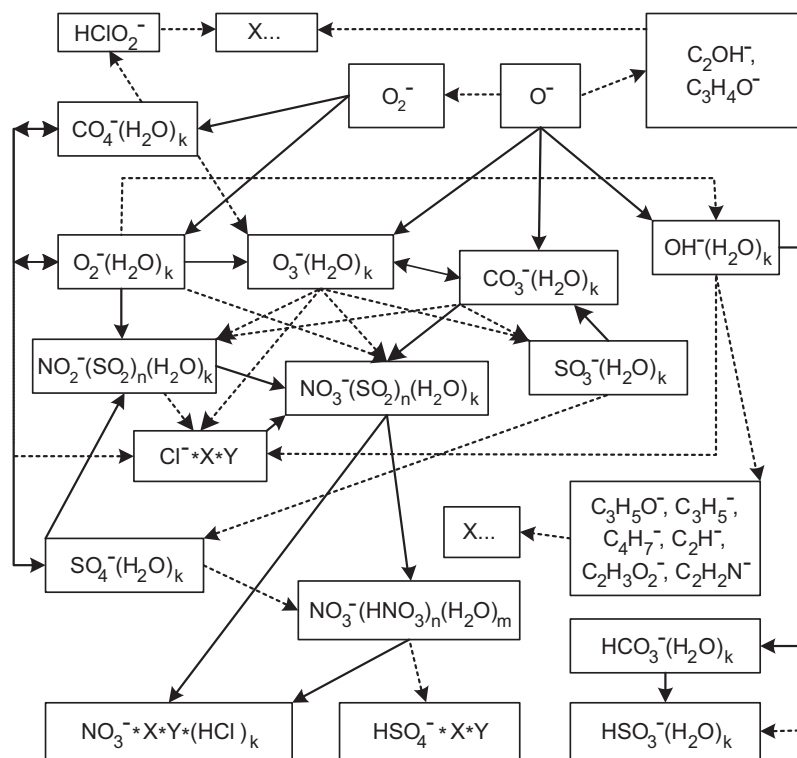 HClO₂⁻
X...
C₂OH⁻,
C₃H₄O⁻
O₂⁻
O⁻
CO₄⁻(H₂O)ₖ
O₂⁻(H₂O)ₖ
O₃⁻(H₂O)ₖ
CO₃⁻(H₂O)ₖ
OH⁻(H₂O)ₖ
NO₂⁻(SO₂)ₙ(H₂O)ₖ
NO₃⁻(SO₂)ₙ(H₂O)ₖ
SO₃⁻(H₂O)ₖ
Cl⁻*X*Y
X...
C₃H₅O⁻, C₃H₅⁻,
C₄H₇⁻, C₂H⁻,
C₂H₃O₂⁻, C₂H₂N⁻
SO₄⁻(H₂O)ₖ
NO₃⁻(HNO₃)ₙ(H₂O)ₘ
HCO₃⁻(H₂O)ₖ
NO₃⁻*X*Y*(HCl)ₖ
HSO₄⁻*X*Y
HSO₃⁻(H₂O)ₖ